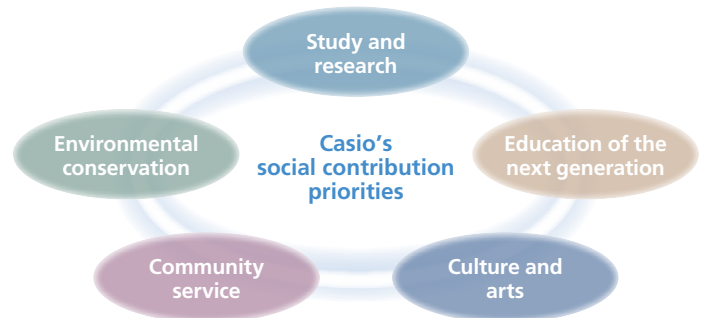 Study and
research
Environmental
conservation
Casio's
social contribution
priorities
Education of the
next generation
Community
service
Culture and
arts